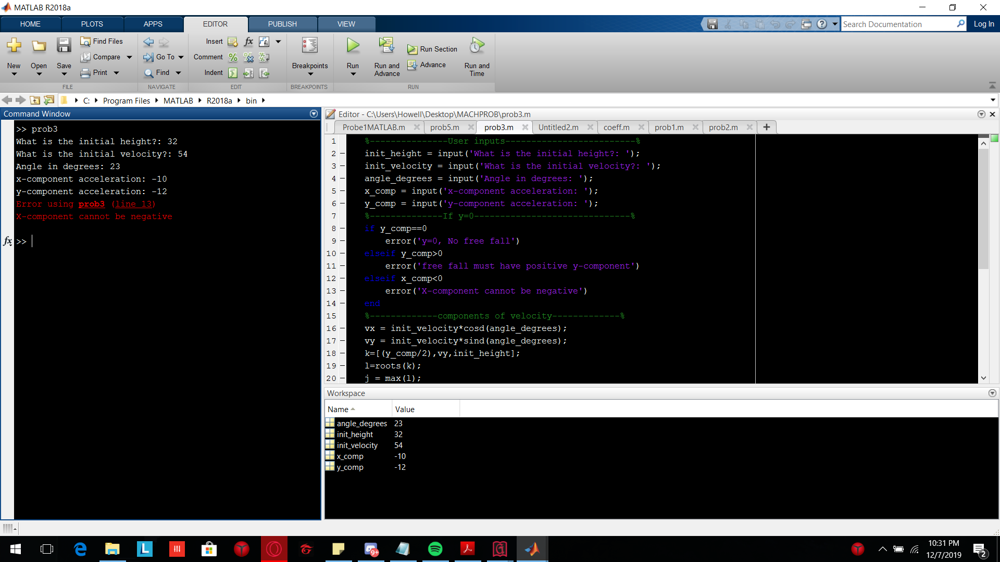 MATLAB R2018a
HOME PLOTS APPS EDITOR PUBLISH VIEW
Search Documentation
Log In
New
Open
Save
Find Files
Compare
Print
FILE
Go To
Find
NAVIGATE
Insert
Comment
Indent
EDIT
Breakpoints
BREAKPOINTS
Run
Run and Advance
Run Section
Advance
Run and Time
RUN
C: Program Files MATLAB R2018a bin
Command Window
>> prob3
What is the initial height?: 32
What is the initial velocity?: 54
Angle in degrees: 23
x-component acceleration: -10
y-component acceleration: -12
Error using prob3 (line 13)
X-component cannot be negative
fx >>
Editor - C:\Users\Howell\Desktop\MACHPROB\prob3.m
Probe1MATLAB.m prob5.m prob3.m Untitled2.m coeff.m prob1.m prob2.m +
1 %---------------User inputs-------------------------%
2 - init_height = input('What is the initial height?: ');
3 - init_velocity = input('What is the initial velocity?: ');
4 - angle_degrees = input('Angle in degrees: ');
5 - x_comp = input('x-component acceleration: ');
6 - y_comp = input('y-component acceleration: ');
7 %--------------If y=0------------------------------%
8 - if y_comp==0
9 - error('y=0, No free fall')
10 - elseif y_comp>0
11 - error('free fall must have positive y-component')
12 - elseif x_comp<0
13 - error('X-component cannot be negative')
14 - end
15 %-------------components of velocity-------------%
16 - vx = init_velocity*cosd(angle_degrees);
17 - vy = init_velocity*sind(angle_degrees);
18 - k=[(y_comp/2),vy,init_height];
19 - l=roots(k);
20 - j = max(l);
Workspace
Name Value
angle_degrees 23
init_height 32
init_velocity 54
x_comp -10
y_comp -12
9+
10:31 PM
12/7/2019
2